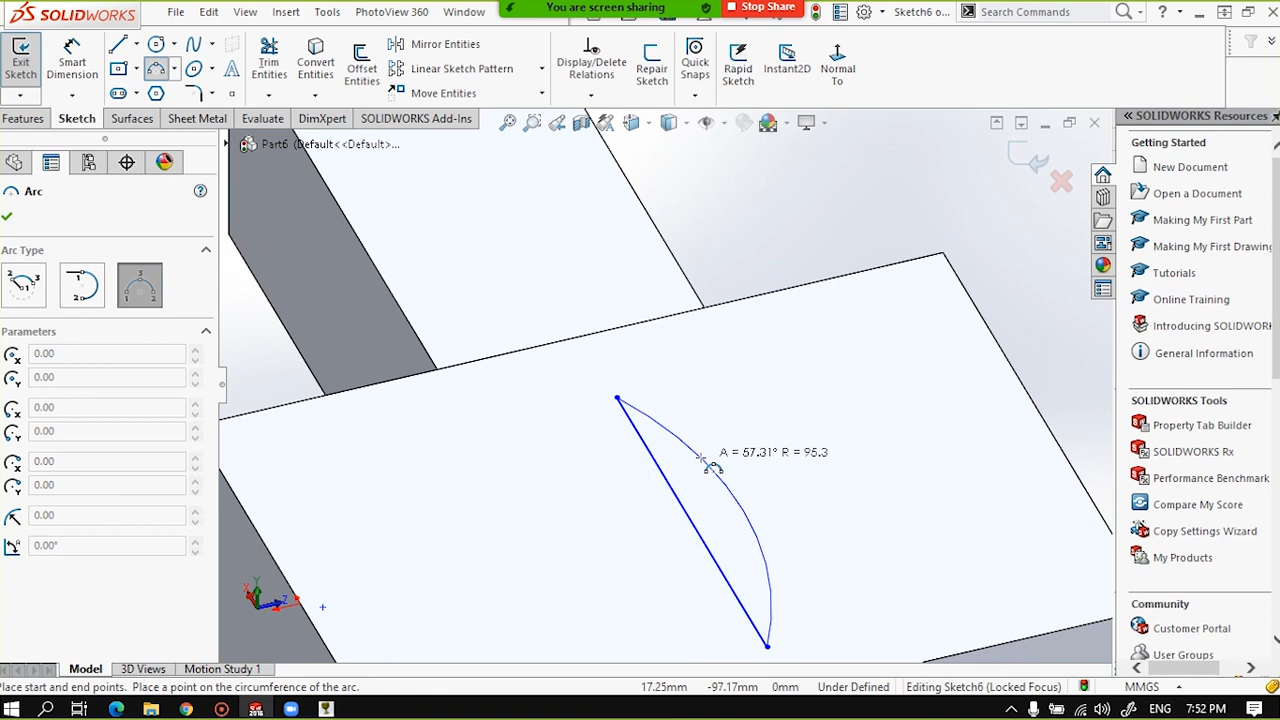 SOLIDWORKS
File Edit View Insert Tools PhotoView 360 Window
You are screen sharing
Stop Share
Sketch6 o...
Search Commands
Exit Sketch
Smart Dimension
Trim Entities
Convert Entities
Offset Entities
Mirror Entities
Linear Sketch Pattern
Move Entities
Display/Delete Relations
Repair Sketch
Quick Snaps
Rapid Sketch
Instant2D
Normal To
Features Sketch Surfaces Sheet Metal Evaluate DimXpert SOLIDWORKS Add-Ins
Part6 (Default<<Default>...
Arc
Arc Type
Parameters
0.00
0.00
0.00
0.00
0.00
0.00
0.00
0.00°
A = 57.31° R = 95.3
Y
X
Z
SOLIDWORKS Resources
Getting Started
New Document
Open a Document
Making My First Part
Making My First Drawing
Tutorials
Online Training
Introducing SOLIDWORK
General Information
SOLIDWORKS Tools
Property Tab Builder
SOLIDWORKS Rx
Performance Benchmark
Compare My Score
Copy Settings Wizard
My Products
Community
Customer Portal
User Groups
Model 3D Views Motion Study 1
Place start and end points. Place a point on the circumference of the arc.
17.25mm -97.17mm 0mm Under Defined Editing Sketch6 (Locked Focus) MMGS
ENG 7:52 PM